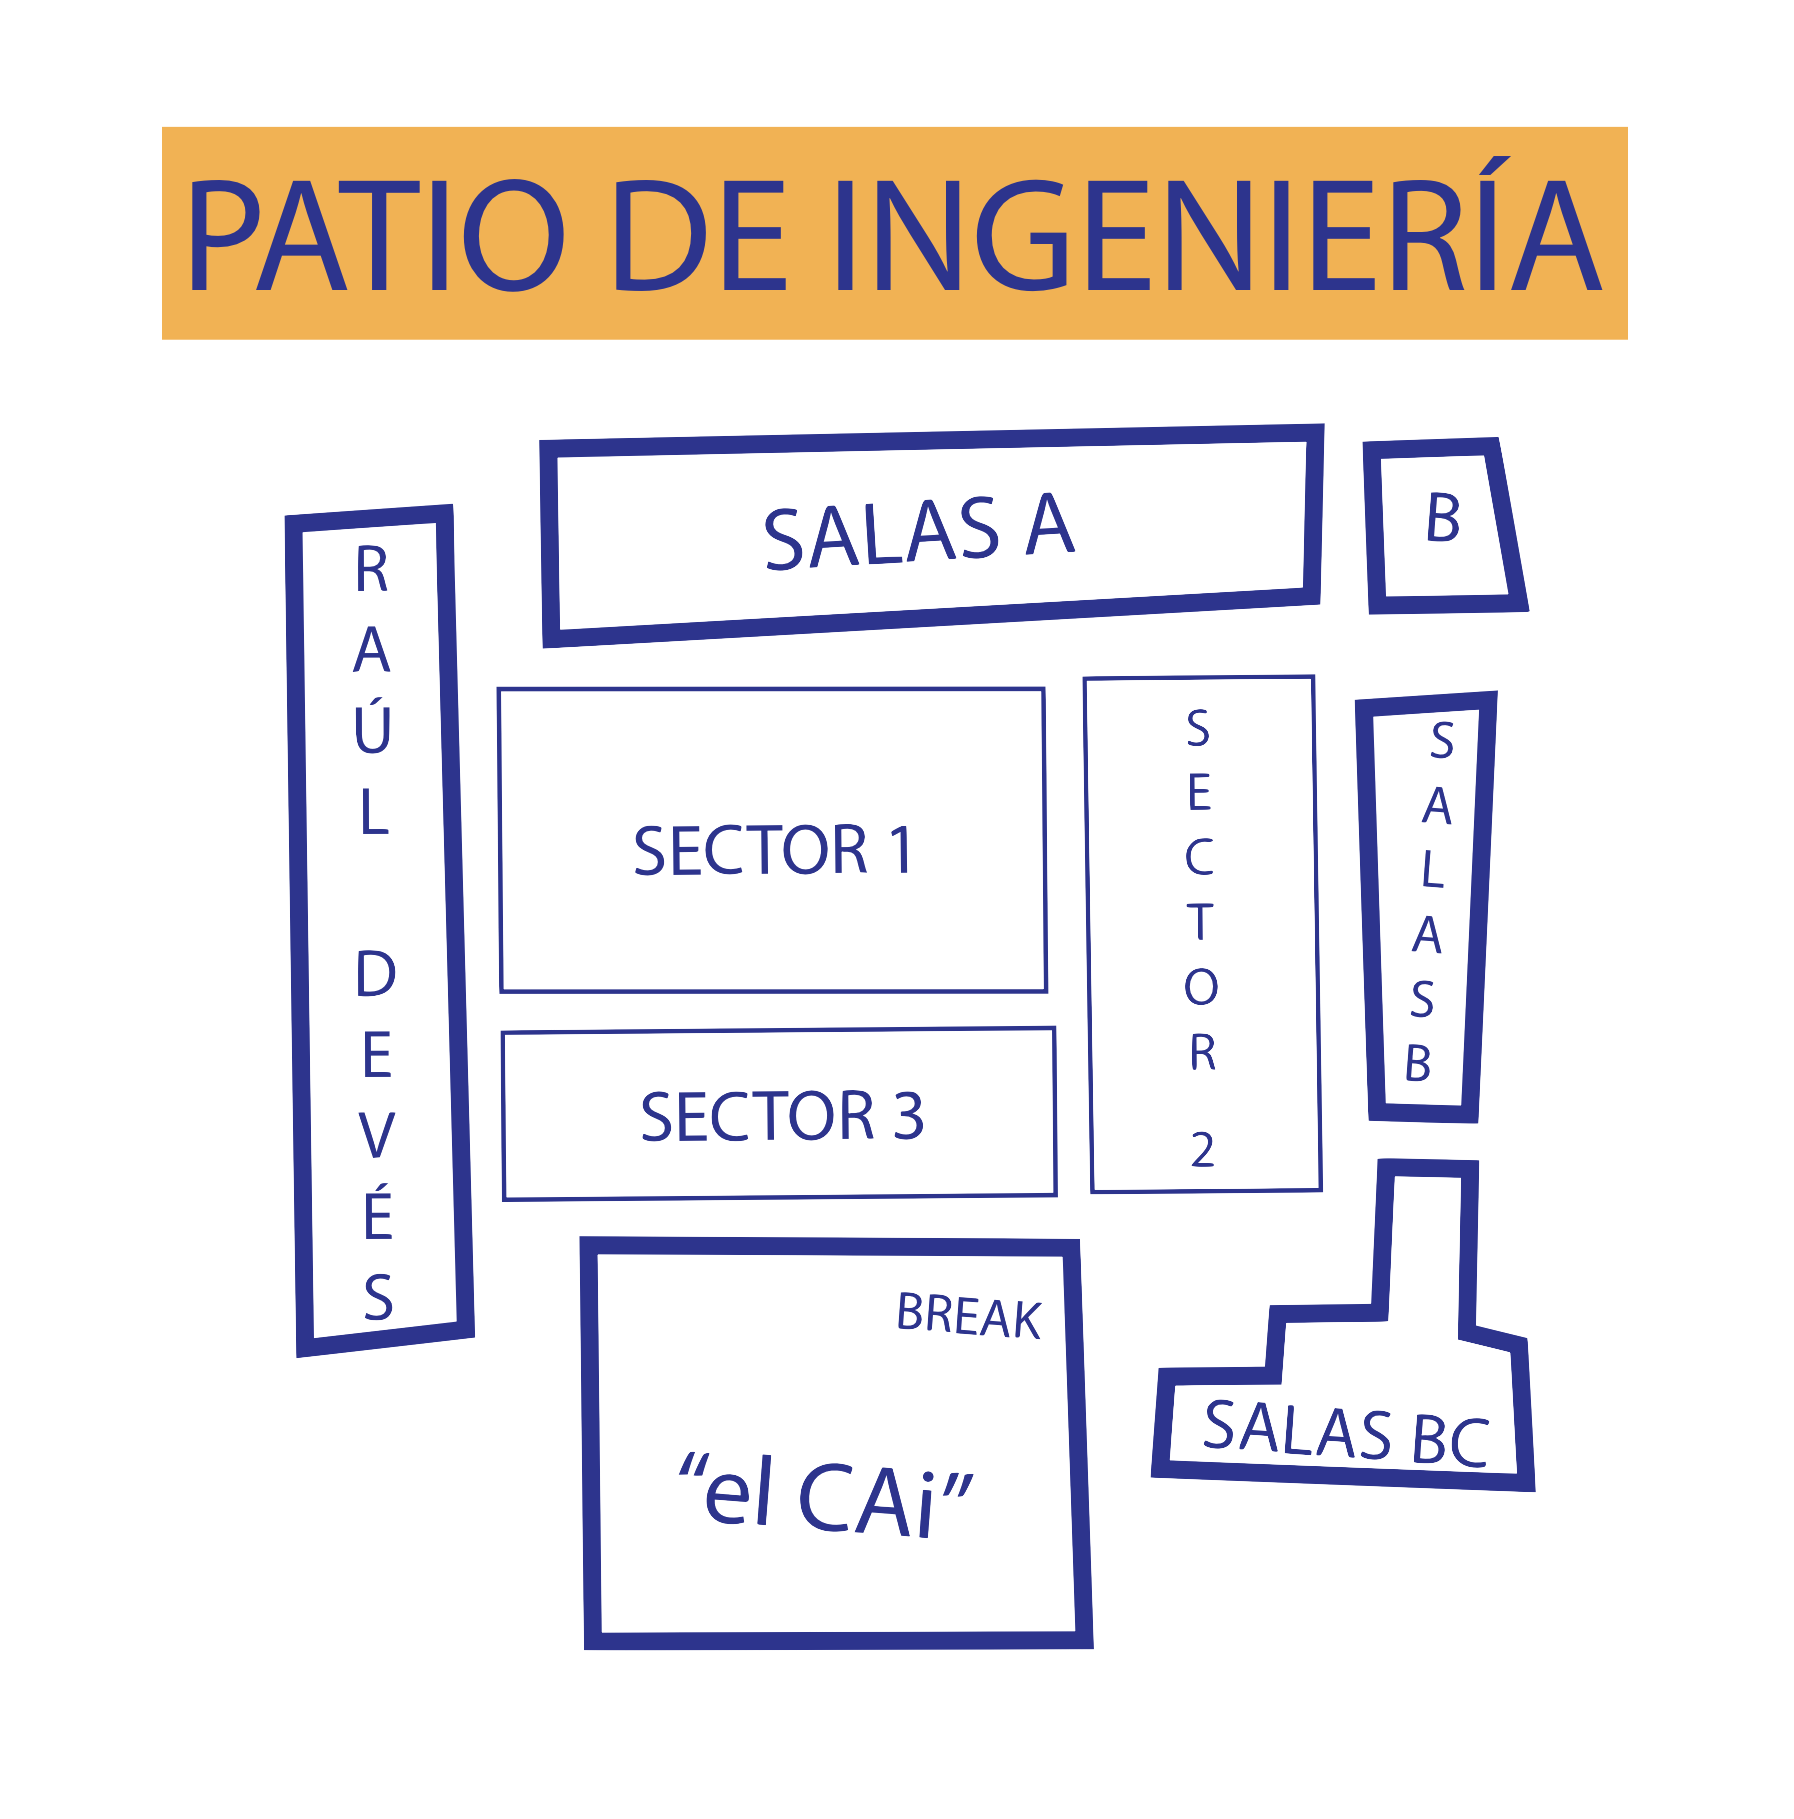 PATIO DE INGENIERÍA
SALAS A
B
RAÚL DEVÉS
SECTOR 1
SECTOR 2
SALAS B
SECTOR 3
BREAK
“el CAi”
SALAS BC